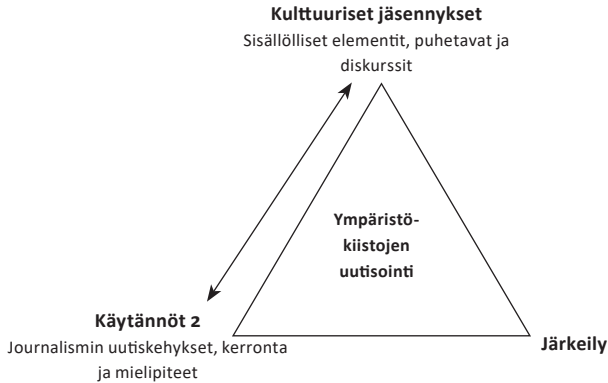 Kulttuuriset jäsennykset
Sisällölliset elementit, puhetavat ja
diskurssit
Ympäristö-
kiistojen
uutisointi
Käytännöt 2
Journalismin uutiskehykset, kerronta
ja mielipiteet
Järkeily